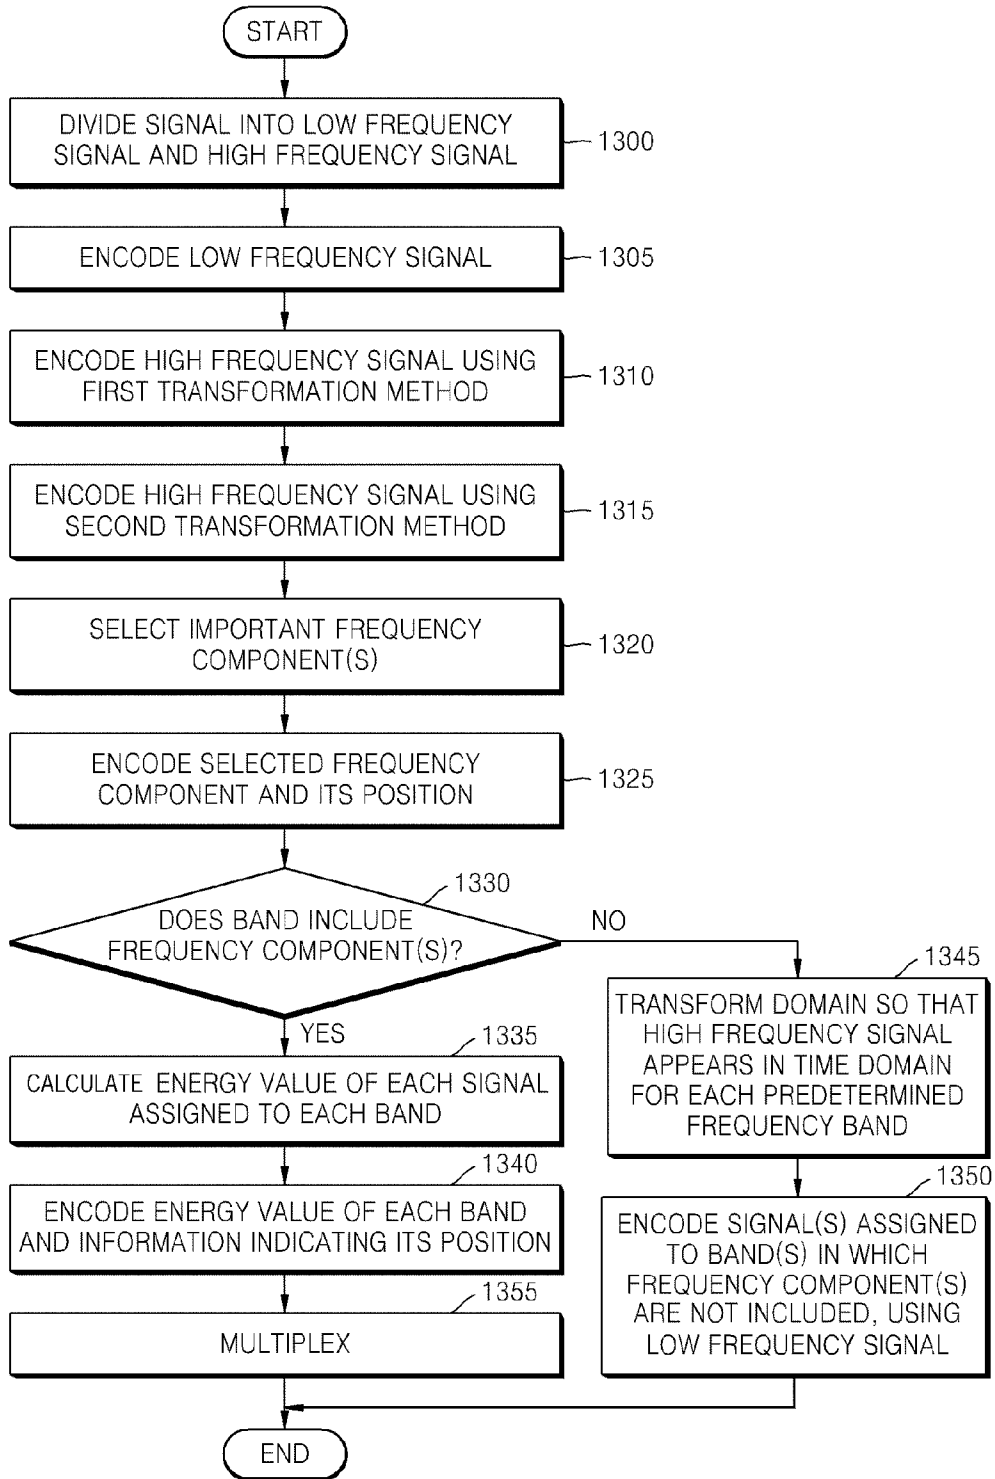 START
DIVIDE SIGNAL INTO LOW FREQUENCY
SIGNAL AND HIGH FREQUENCY SIGNAL
1300
ENCODE LOW FREQUENCY SIGNAL
1305
ENCODE HIGH FREQUENCY SIGNAL USING
FIRST TRANSFORMATION METHOD
1310
ENCODE HIGH FREQUENCY SIGNAL USING
SECOND TRANSFORMATION METHOD
1315
SELECT IMPORTANT FREQUENCY
COMPONENT(S)
1320
ENCODE SELECTED FREQUENCY
COMPONENT AND ITS POSITION
1325
1330
DOES BAND INCLUDE
FREQUENCY COMPONENT(S)?
NO
YES
1335
CALCULATE ENERGY VALUE OF EACH SIGNAL
ASSIGNED TO EACH BAND
1340
ENCODE ENERGY VALUE OF EACH BAND
AND INFORMATION INDICATING ITS POSITION
1355
MULTIPLEX
1345
TRANSFORM DOMAIN SO THAT
HIGH FREQUENCY SIGNAL
APPEARS IN TIME DOMAIN
FOR EACH PREDETERMINED
FREQUENCY BAND
1350
ENCODE SIGNAL(S) ASSIGNED
TO BAND(S) IN WHICH
FREQUENCY COMPONENT(S)
ARE NOT INCLUDED, USING
LOW FREQUENCY SIGNAL
END